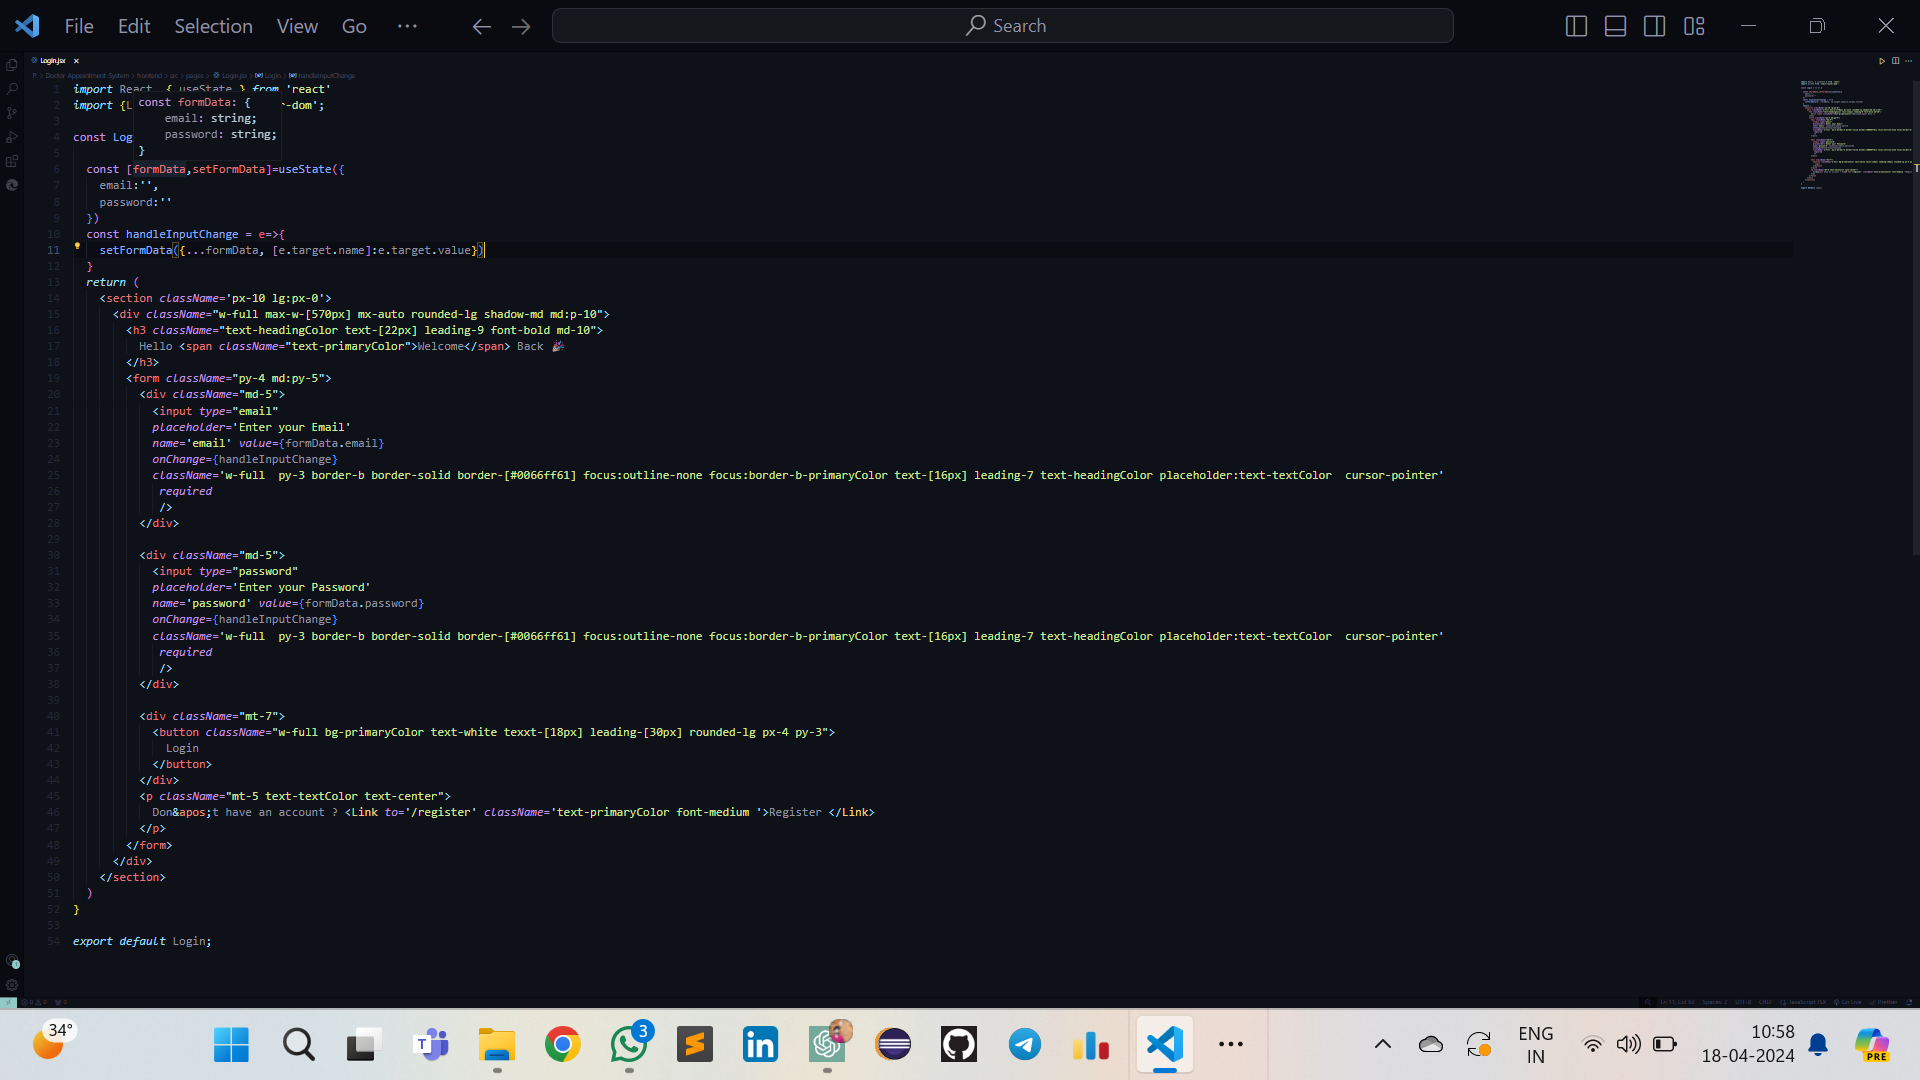 File Edit Selection View Go ··· Search
Login.jsx ×
Doctor-Appointment-System > frontend > src > pages > Login.jsx > Login > handleInputChange
1 import React, { useState } from 'react'
2 import {L
const formData: {
email: string;
password: string;
}
r-dom';
3
4 const Log
5
6 const [formData,setFormData]=useState({
7 email:'',
8 password:''
9 })
10 const handleInputChange = e=>{
11 setFormData({...formData, [e.target.name]:e.target.value})
12 }
13 return (
14 <section className='px-10 lg:px-0'>
15 <div className="w-full max-w-[570px] mx-auto rounded-lg shadow-md md:p-10">
16 <h3 className="text-headingColor text-[22px] leading-9 font-bold md-10">
17 Hello <span className="text-primaryColor">Welcome</span> Back 🎉
18 </h3>
19 <form className="py-4 md:py-5">
20 <div className="md-5">
21 <input type="email"
22 placeholder='Enter your Email'
23 name='email' value={formData.email}
24 onChange={handleInputChange}
25 className='w-full  py-3 border-b border-solid border-[#0066ff61] focus:outline-none focus:border-b-primaryColor text-[16px] leading-7 text-headingColor placeholder:text-textColor  cursor-pointer'
26 required
27 />
28 </div>
29
30 <div className="md-5">
31 <input type="password"
32 placeholder='Enter your Password'
33 name='password' value={formData.password}
34 onChange={handleInputChange}
35 className='w-full  py-3 border-b border-solid border-[#0066ff61] focus:outline-none focus:border-b-primaryColor text-[16px] leading-7 text-headingColor placeholder:text-textColor  cursor-pointer'
36 required
37 />
38 </div>
39
40 <div className="mt-7">
41 <button className="w-full bg-primaryColor text-white texxt-[18px] leading-[30px] rounded-lg px-4 py-3">
42 Login
43 </button>
44 </div>
45 <p className="mt-5 text-textColor text-center">
46 Don&apos;t have an account ? <Link to='/register' className='text-primaryColor font-medium '>Register </Link>
47 </p>
48 </form>
49 </div>
50 </section>
51 )
52 }
53
54 export default Login;
Ln 11, Col 63 Spaces: 2 UTF-8 CRLF JavaScript JSX Go Live Prettier
34° 3 ENG 10:58
IN 18-04-2024 PRE